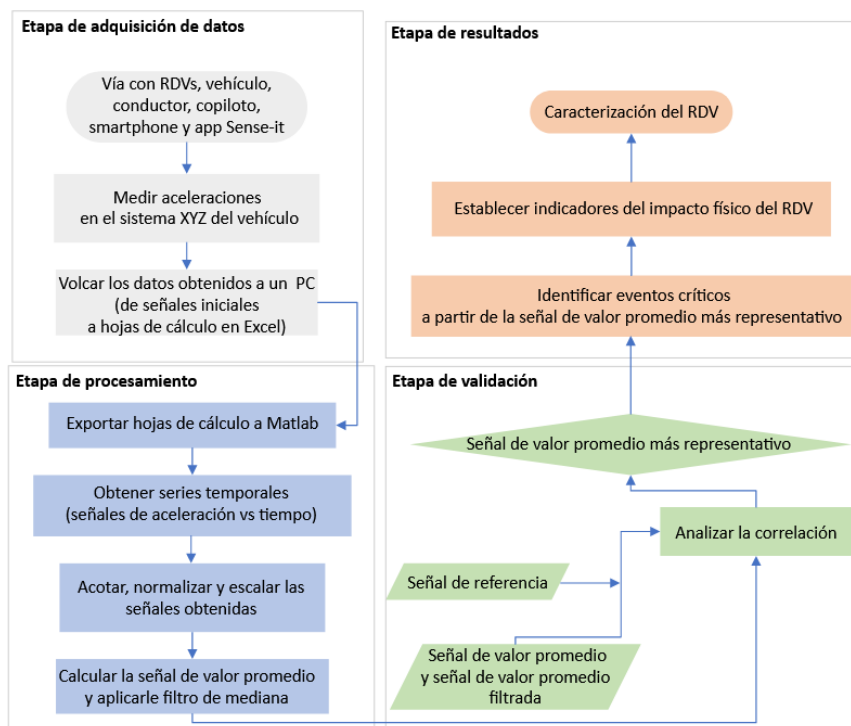 Etapa de adquisición de datos
Vía con RDVs, vehículo,
conductor, copiloto,
smartphone y app Sense-it
Medir aceleraciones
en el sistema XYZ del vehículo
Volcar los datos obtenidos a un PC
(de señales iniciales
a hojas de cálculo en Excel)
Etapa de procesamiento
Exportar hojas de cálculo a Matlab
Obtener series temporales
(señales de aceleración vs tiempo)
Acotar, normalizar y escalar las
señales obtenidas
Calcular la señal de valor promedio
y aplicarle filtro de mediana
Etapa de validación
Señal de valor promedio más representativo
Analizar la correlación
Señal de referencia
Señal de valor promedio
y señal de valor promedio
filtrada
Etapa de resultados
Caracterización del RDV
Establecer indicadores del impacto físico del RDV
Identificar eventos críticos
a partir de la señal de valor promedio más representativo